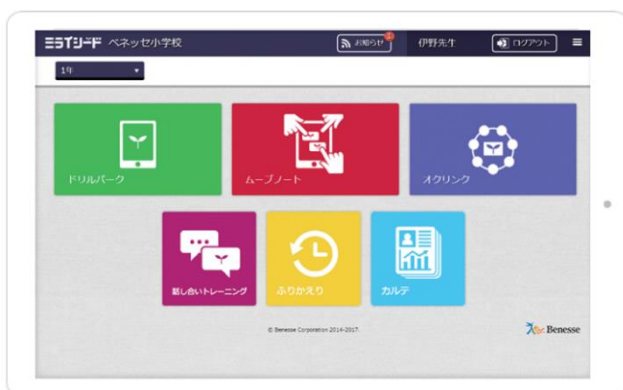 ミライシード ベネッセ小学校 お知らせ 伊野先生 ログアウト
1年
ドリルパーク ムーブノート オクリンク
話し合いトレーニング ふりかえり カルテ
© Benesse Corporation 2014-2017.
Benesse